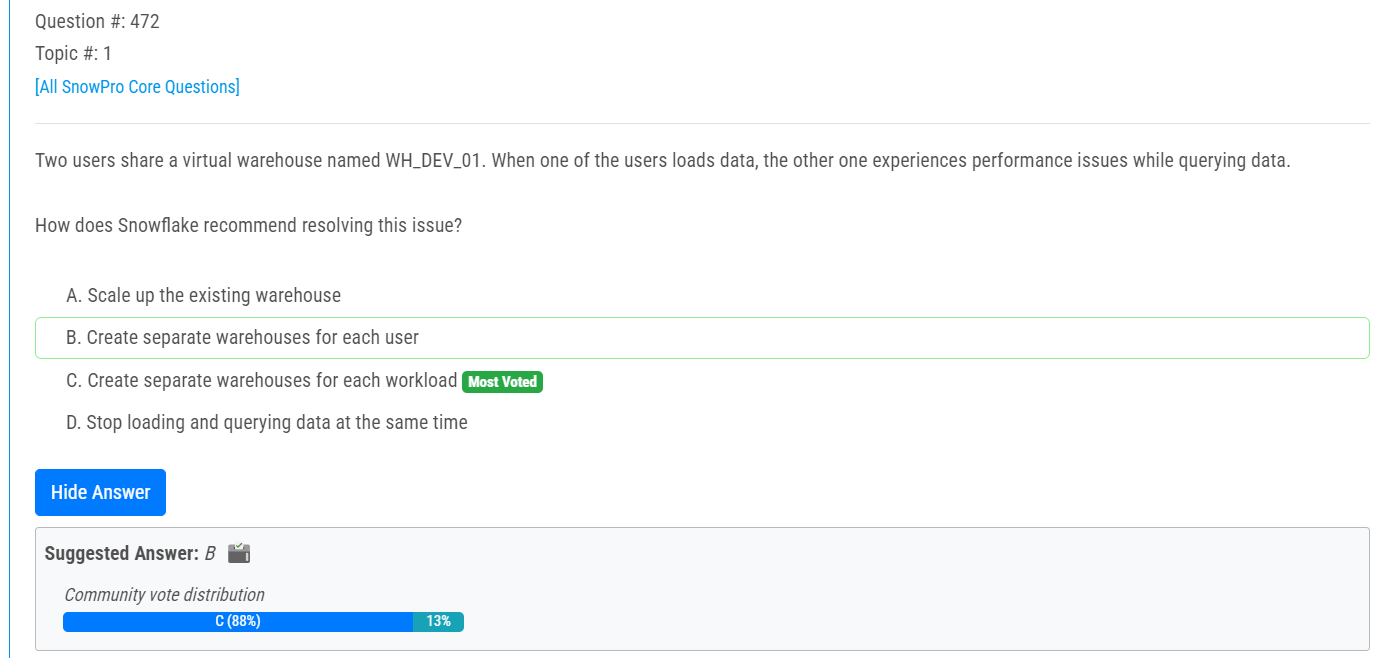 Question #: 472
Topic #: 1
[All SnowPro Core Questions]
Two users share a virtual warehouse named WH_DEV_01. When one of the users loads data, the other one experiences performance issues while querying data.
How does Snowflake recommend resolving this issue?
A. Scale up the existing warehouse
B. Create separate warehouses for each user
C. Create separate warehouses for each workload Most Voted
D. Stop loading and querying data at the same time
Hide Answer
Suggested Answer: B
Community vote distribution
C (88%) 13%